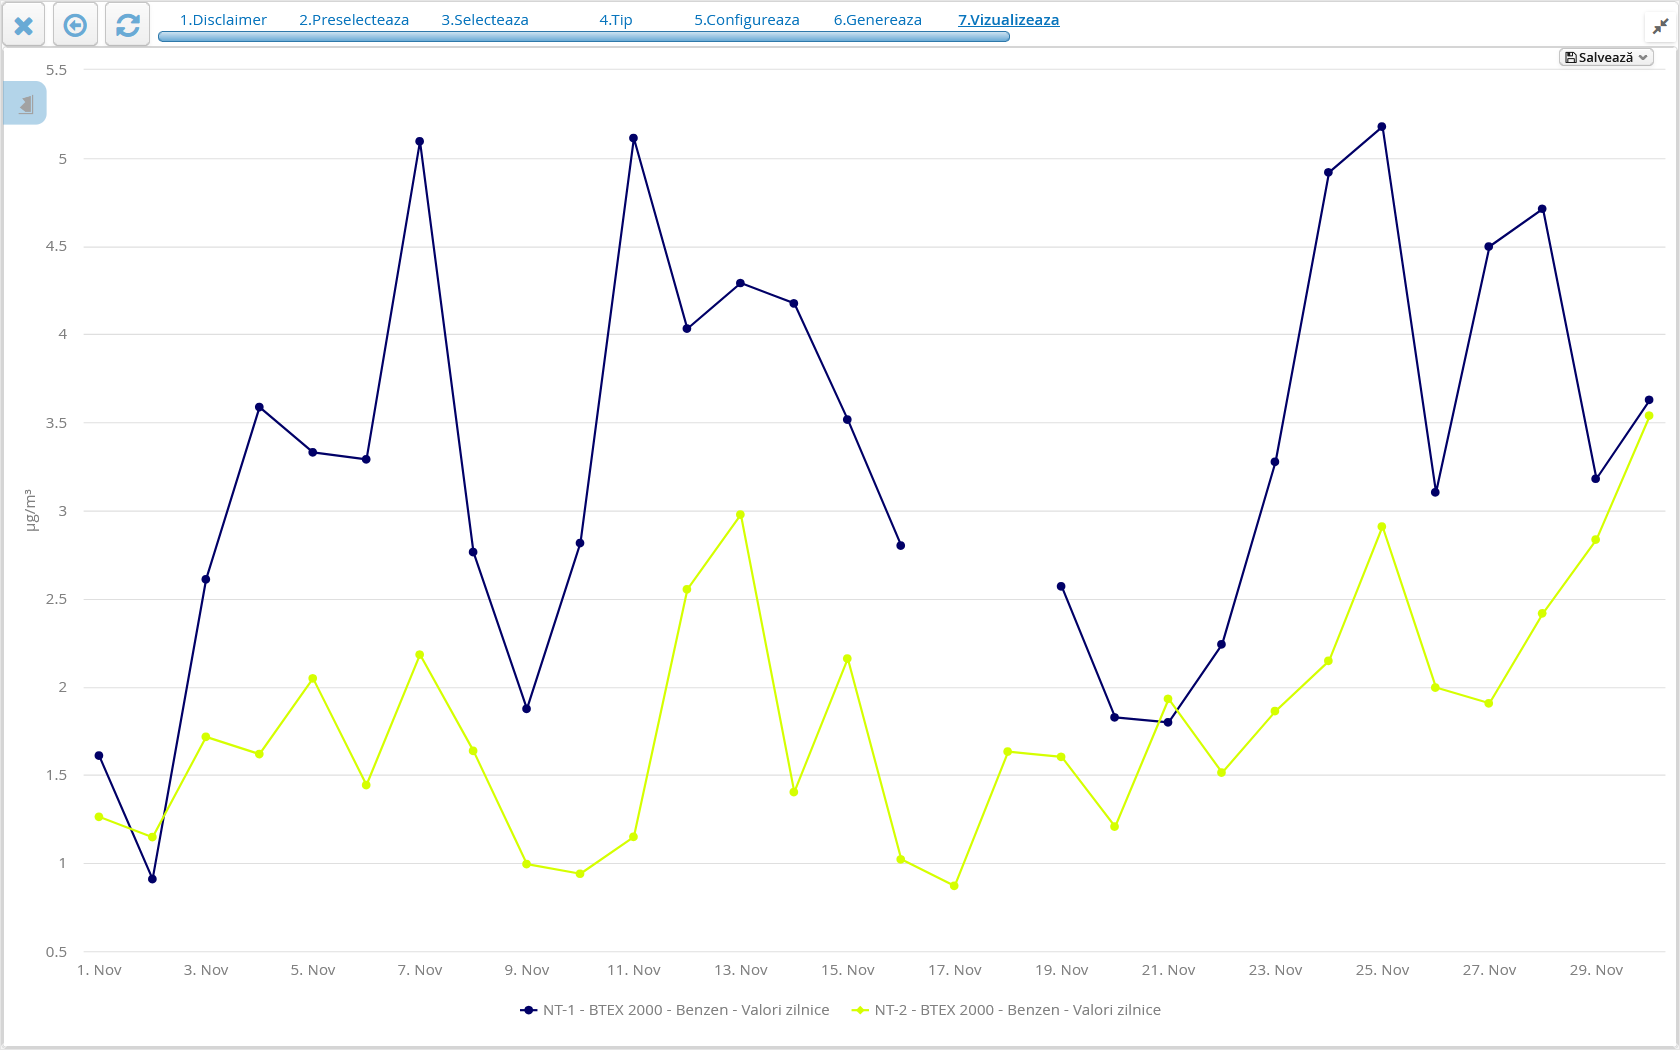 1.Disclaimer 2.Preselecteaza 3.Selecteaza 4.Tip 5.Configureaza 6.Genereaza 7.Vizualizeaza
Salvează
5.5
5
4.5
4
3.5
3
2.5
2
1.5
1
0.5
µg/m³
1. Nov 3. Nov 5. Nov 7. Nov 9. Nov 11. Nov 13. Nov 15. Nov 17. Nov 19. Nov 21. Nov 23. Nov 25. Nov 27. Nov 29. Nov
NT-1 - BTEX 2000 - Benzen - Valori zilnice NT-2 - BTEX 2000 - Benzen - Valori zilnice